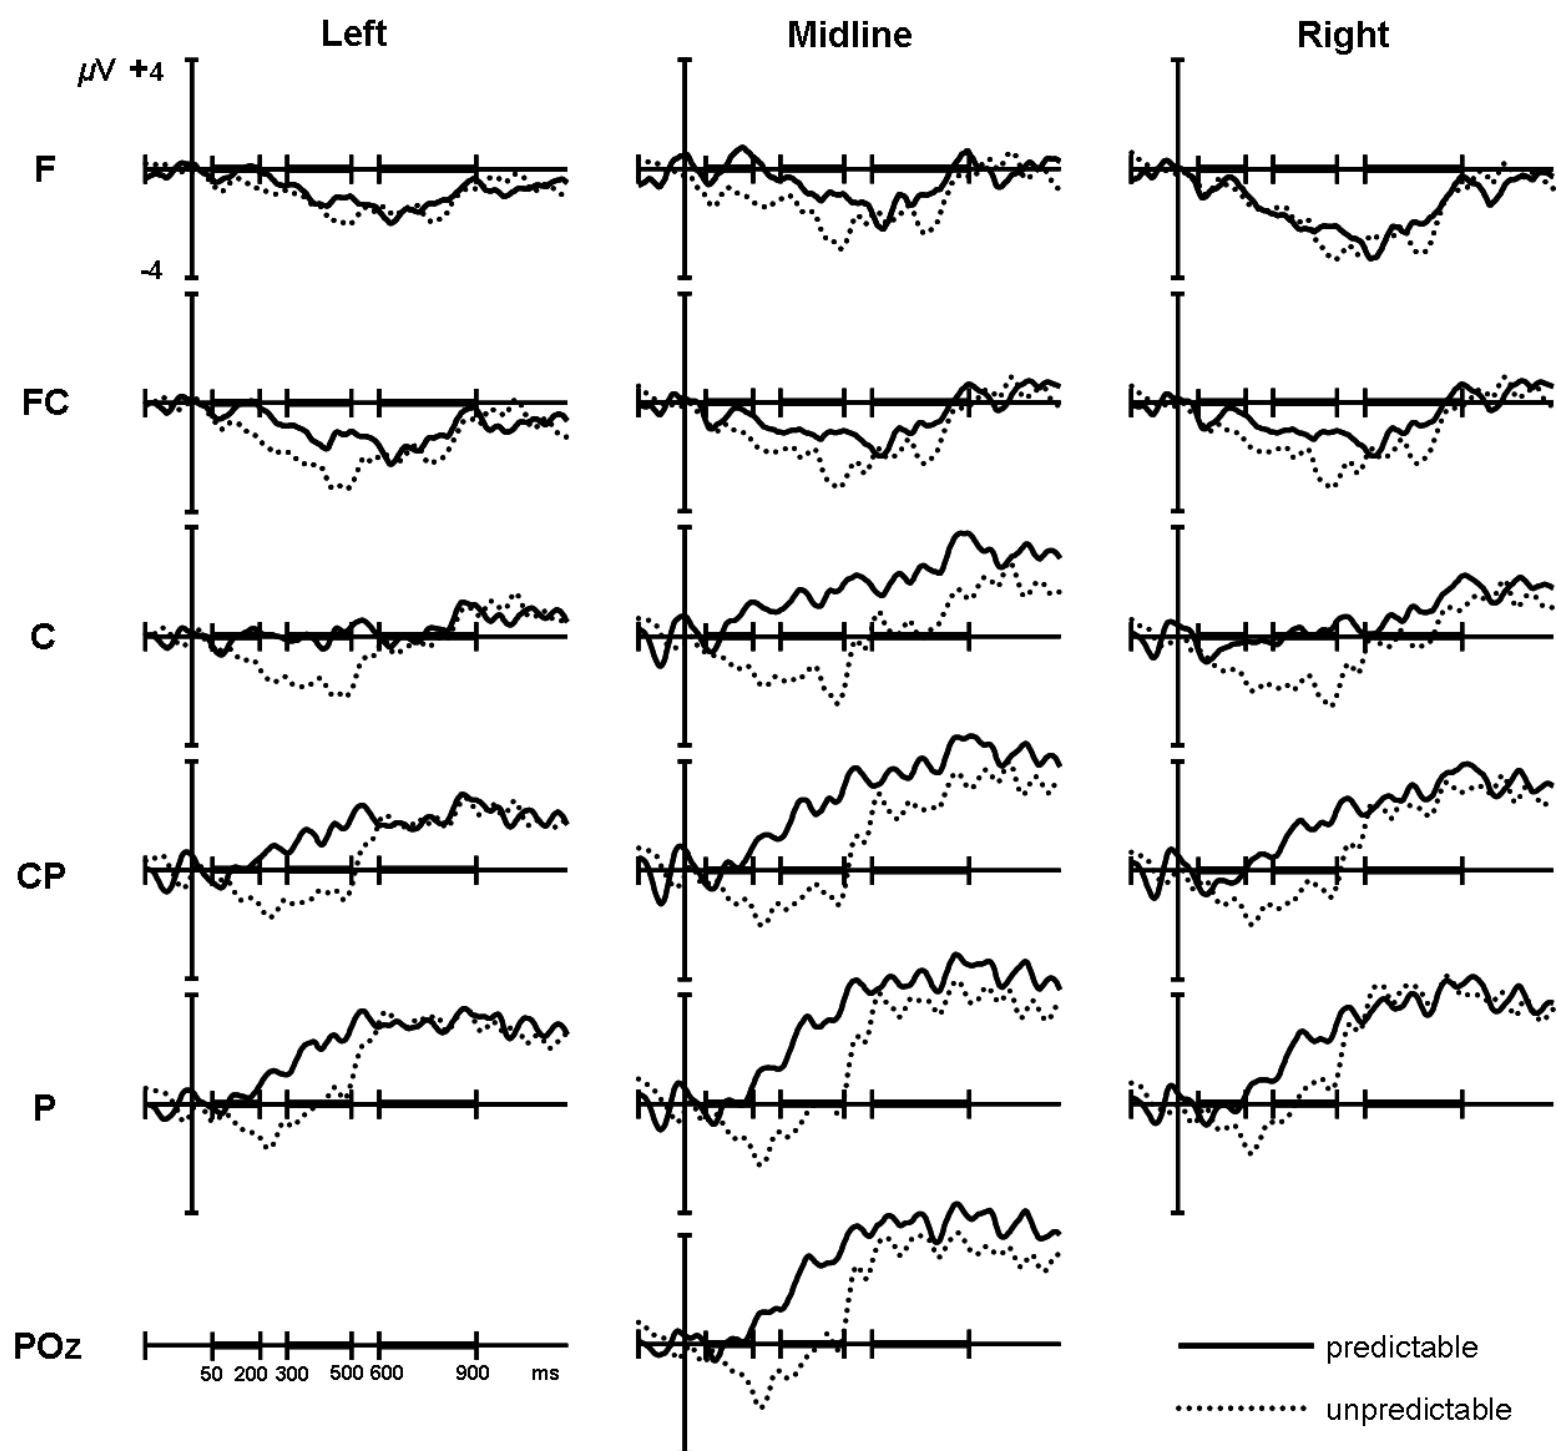 Left Midline Right
µV +4
F
-4
FC
C
CP
P
POz
50 200 300 500 600 900 ms
predictable
unpredictable